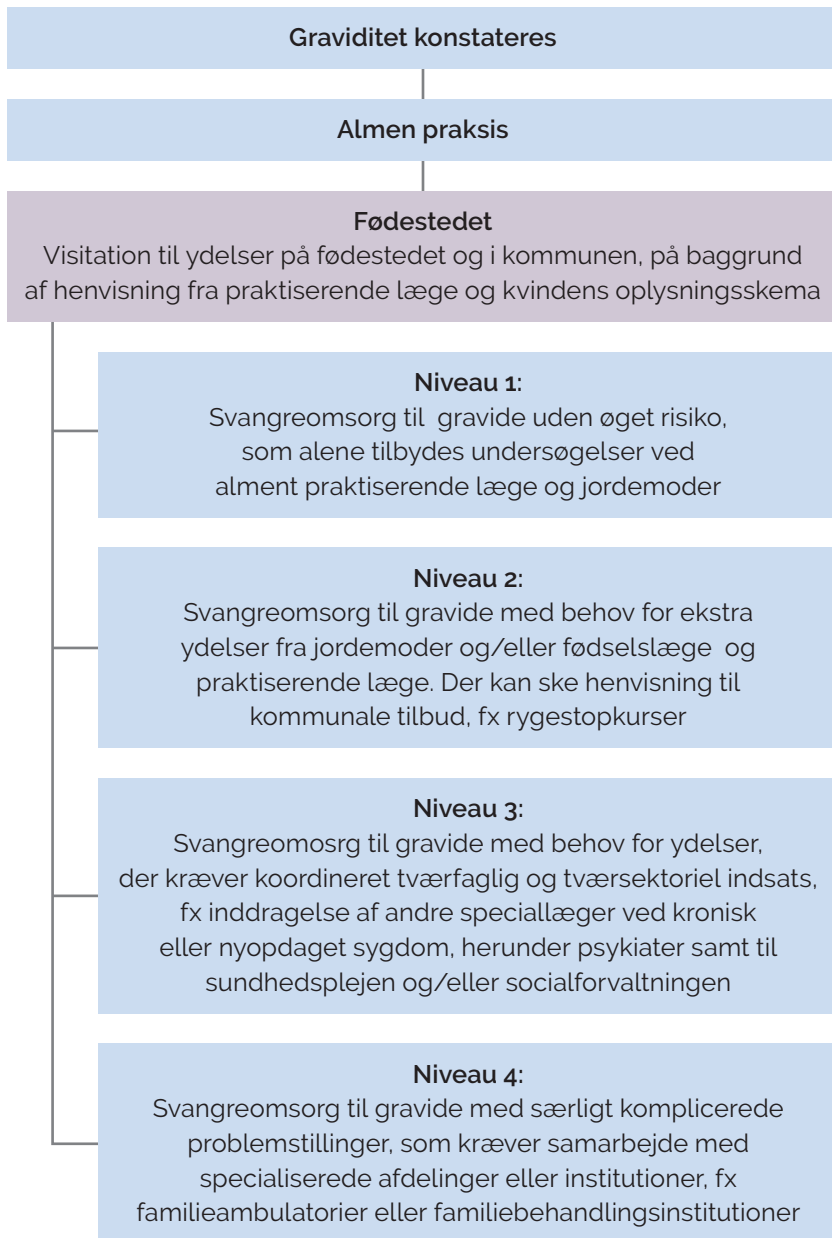 Graviditet konstateres
Almen praksis
Fødestedet
Visitation til ydelser på fødestedet og i kommunen, på baggrund
af henvisning fra praktiserende læge og kvindens oplysningsskema
Niveau 1:
Svangreomsorg til gravide uden øget risiko,
som alene tilbydes undersøgelser ved
alment praktiserende læge og jordemoder
Niveau 2:
Svangreomsorg til gravide med behov for ekstra
ydelser fra jordemoder og/eller fødselslæge og
praktiserende læge. Der kan ske henvisning til
kommunale tilbud, fx rygestopkurser
Niveau 3:
Svangreomosrg til gravide med behov for ydelser,
der kræver koordineret tværfaglig og tværsektoriel indsats,
fx inddragelse af andre speciallæger ved kronisk
eller nyopdaget sygdom, herunder psykiater samt til
sundhedsplejen og/eller socialforvaltningen
Niveau 4:
Svangreomsorg til gravide med særligt komplicerede
problemstillinger, som kræver samarbejde med
specialiserede afdelinger eller institutioner, fx
familieambulatorier eller familiebehandlingsinstitutioner